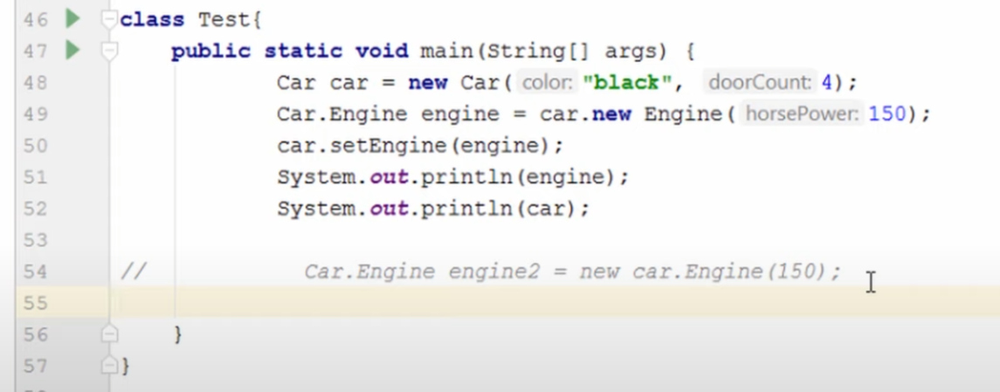 46 class Test{
47 public static void main(String[] args) {
48 Car car = new Car( color: "black", doorCount: 4);
49 Car.Engine engine = car.new Engine( horsePower: 150);
50 car.setEngine(engine);
51 System.out.println(engine);
52 System.out.println(car);
53
54 // Car.Engine engine2 = new car.Engine(150);
55
56 }
57 }